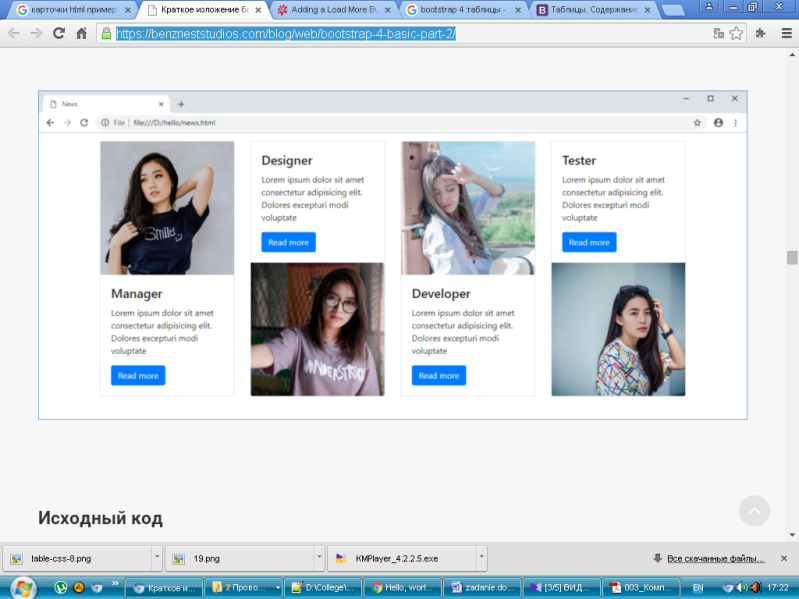 карточки html пример
Краткое изложение б
Adding a Load More B
bootstrap 4 таблицы -
Таблицы. Содержани
https://benzneststudios.com/blog/web/bootstrap-4-basic-part-2/
News
File | file:///D:/hello/news.html
Smile
Manager
Lorem ipsum dolor sit amet
consectetur adipisicing elit.
Dolores excepturi modi
voluptate
Read more
Designer
Lorem ipsum dolor sit amet
consectetur adipisicing elit.
Dolores excepturi modi
voluptate
Read more
Developer
Lorem ipsum dolor sit amet
consectetur adipisicing elit.
Dolores excepturi modi
voluptate
Read more
Tester
Lorem ipsum dolor sit amet
consectetur adipisicing elit.
Dolores excepturi modi
voluptate
Read more
Исходный код
table-css-8.png
19.png
KMPlayer_4.2.2.5.exe
Все скачанные файлы...
Краткое и...
2 Прово...
D:\College\...
Hello, worl...
zadanie.do...
[3/5] ВИД...
003_Комп...
EN
17:22